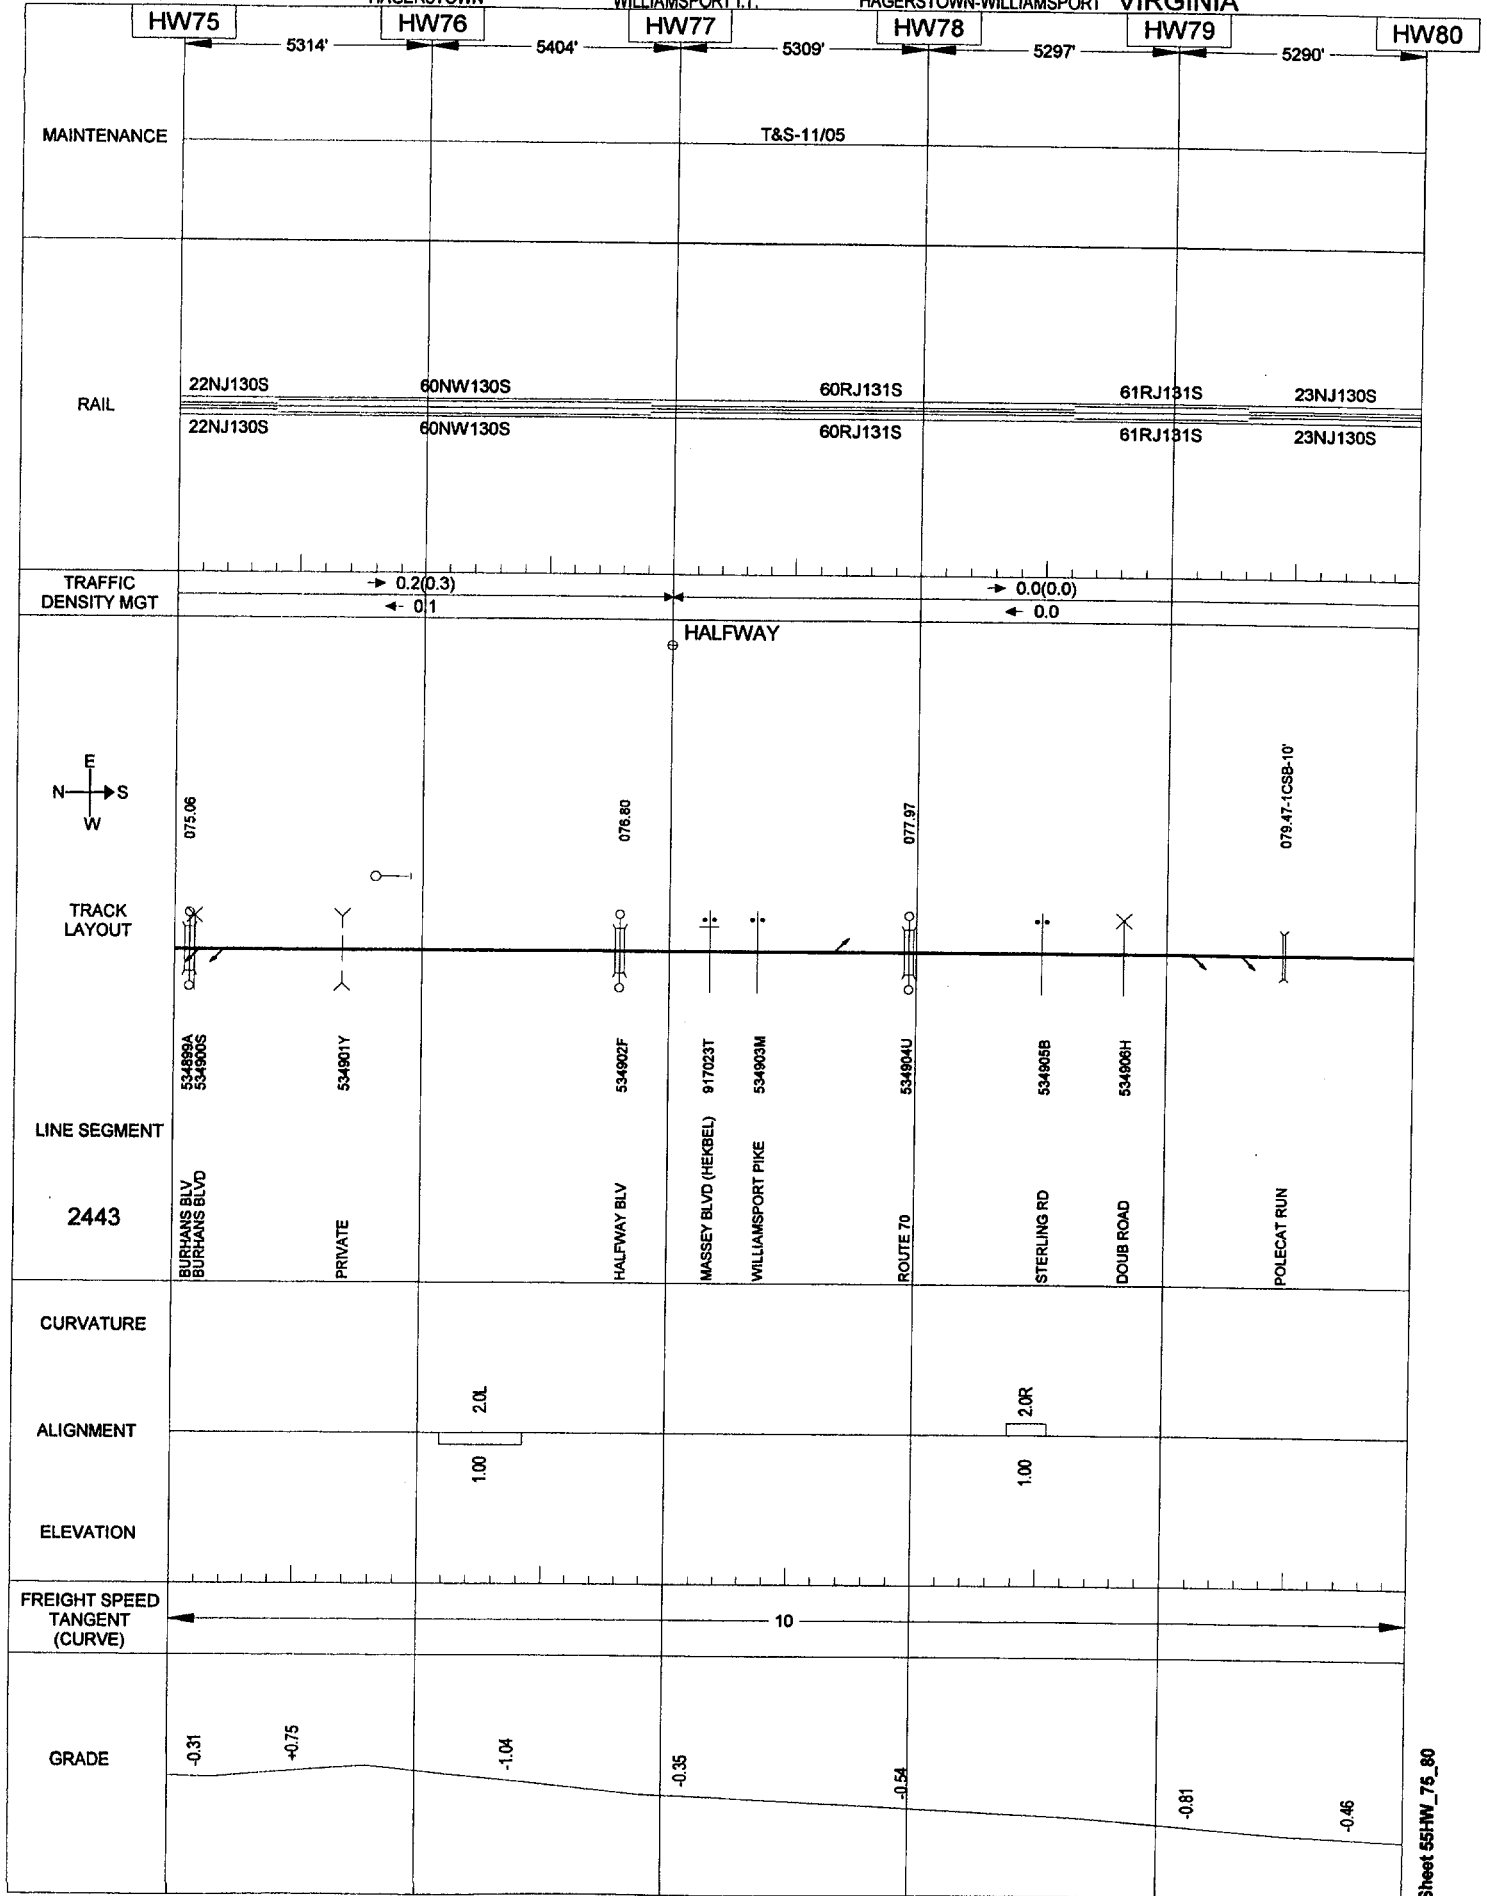 HAGERSTOWN WILLIAMSPORT I.T. HAGERSTOWN-WILLIAMSPORT VIRGINIA
HW75 HW76 HW77 HW78 HW79 HW80
5314' 5404' 5309' 5297' 5290'
MAINTENANCE
T&S-11/05
RAIL
22NJ130S 60NW130S 60RJ131S 61RJ131S 23NJ130S
22NJ130S 60NW130S 60RJ131S 61RJ131S 23NJ130S
TRAFFIC
DENSITY MGT
0.2(0.3) 0.0(0.0)
0.1 0.0
HALFWAY
E
N S
W
075.06
076.80
077.97
079.47-1CSB-10'
TRACK
LAYOUT
534899A
534900S
534901Y
534902F
917023T
534903M
534904U
534905B
534906H
LINE SEGMENT
2443
BURHANS BLV
BURHANS BLVD
PRIVATE
HALFWAY BLV
MASSEY BLVD (HEKBEL)
WILLIAMSPORT PIKE
ROUTE 70
STERLING RD
DOUB ROAD
POLECAT RUN
CURVATURE
2.0L
2.0R
ALIGNMENT
1.00
1.00
ELEVATION
FREIGHT SPEED
TANGENT
(CURVE)
10
GRADE
-0.31
+0.75
-1.04
-0.35
-0.54
-0.81
-0.46
Sheet 55HW_75_80